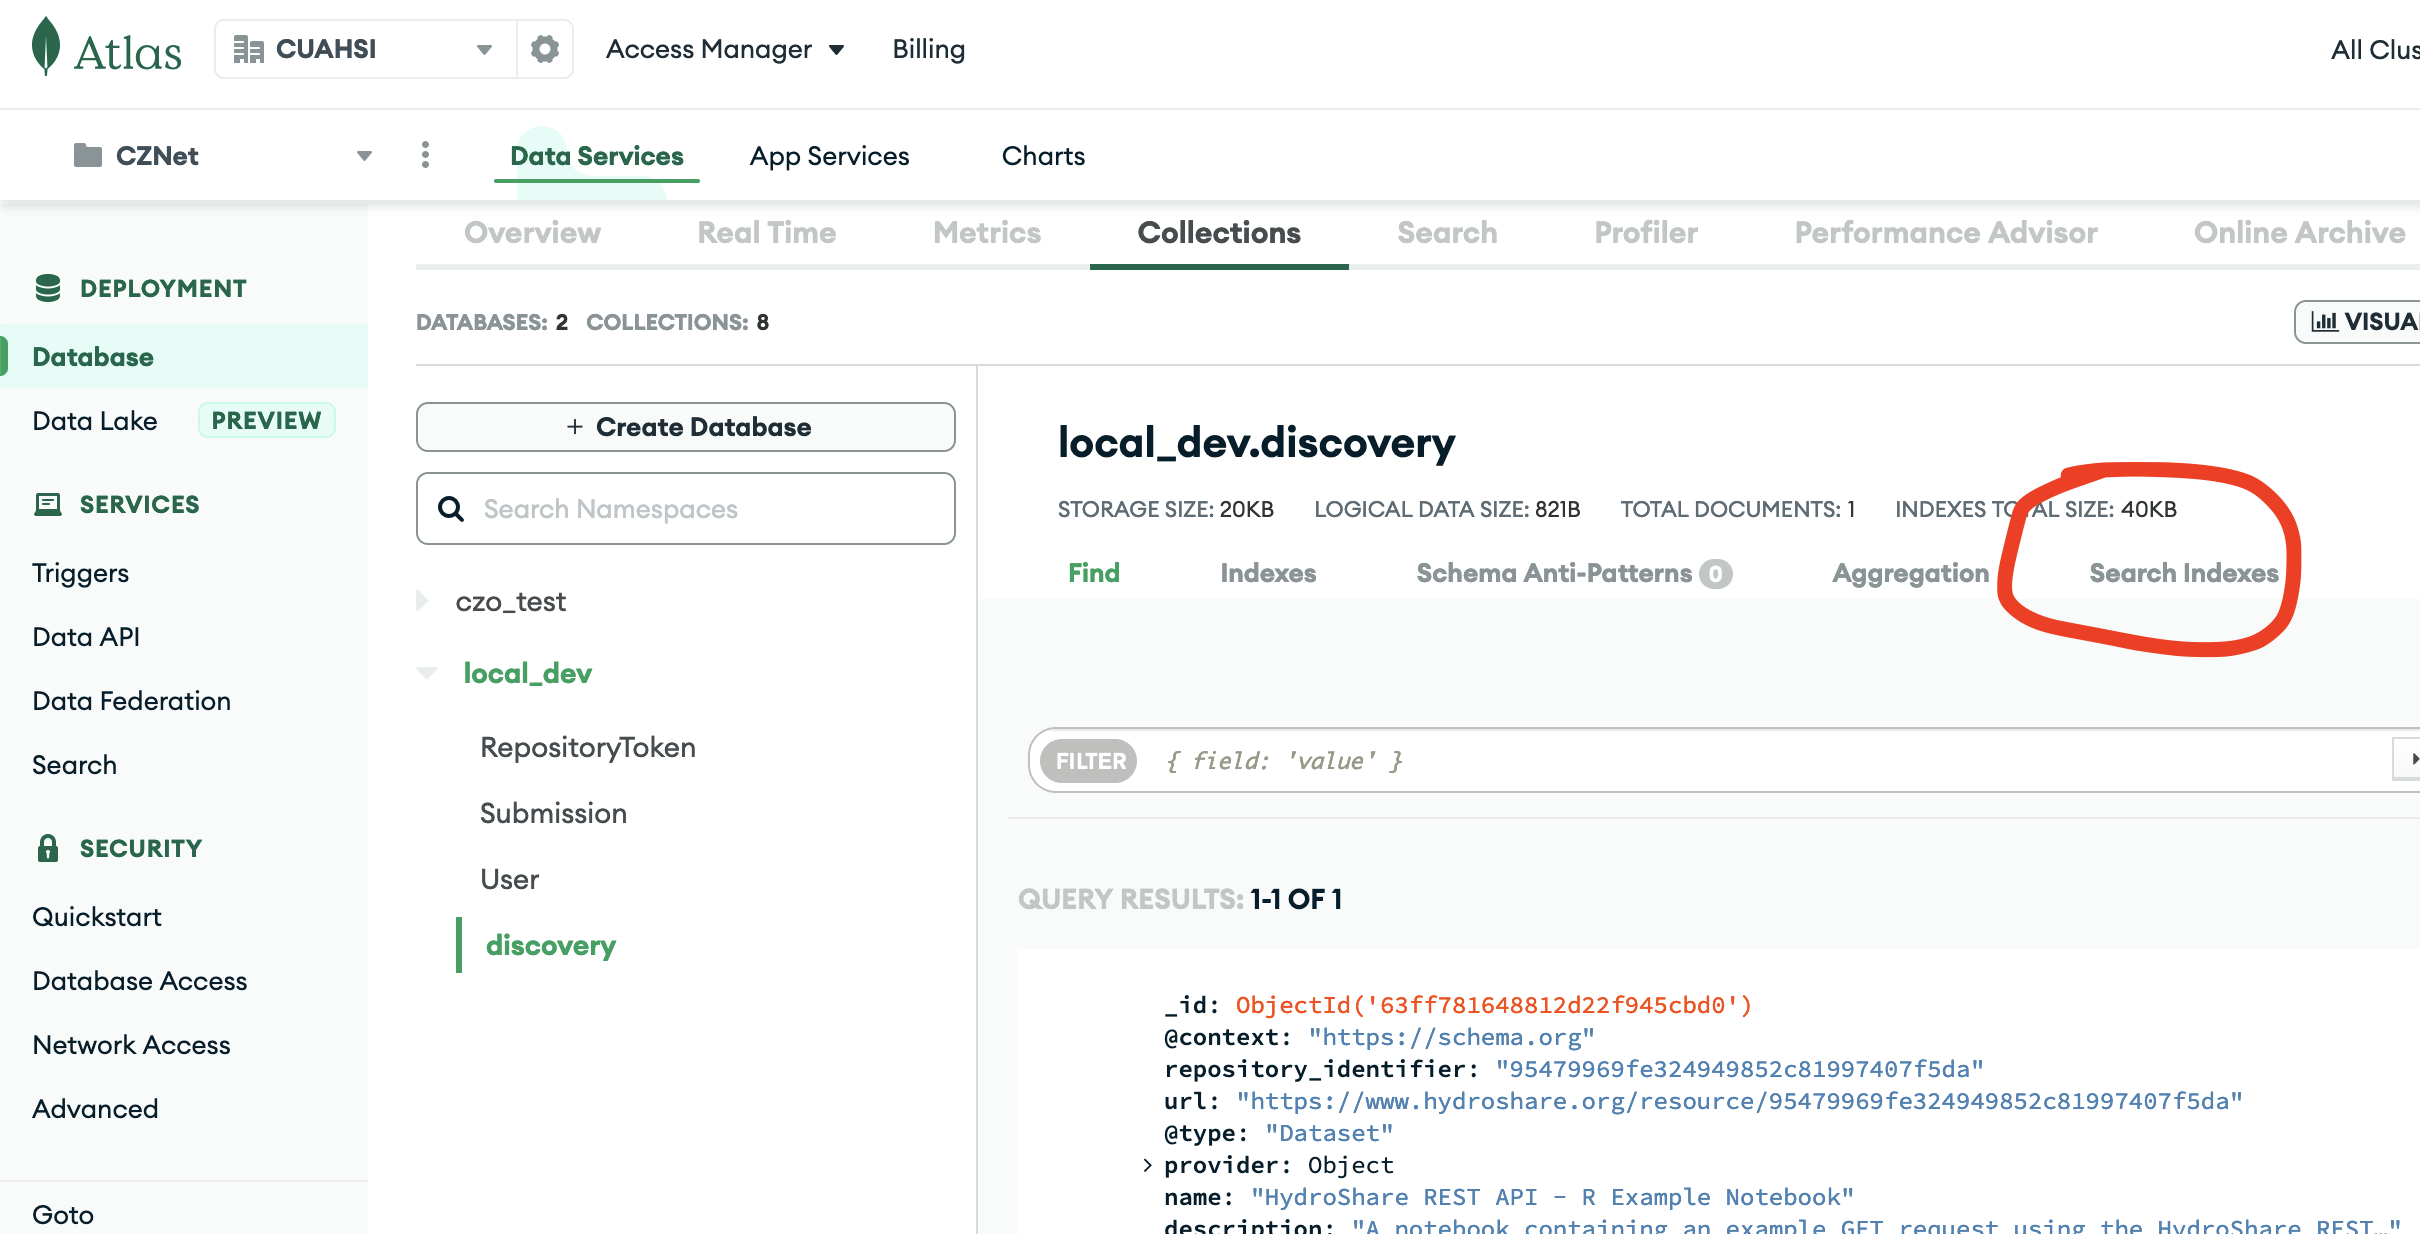 Atlas
CUAHSI
Access Manager
Billing
All Clus
CZNet
Data Services
App Services
Charts
Overview
Real Time
Metrics
Collections
Search
Profiler
Performance Advisor
Online Archive
DEPLOYMENT
Database
Data Lake PREVIEW
SERVICES
Triggers
Data API
Data Federation
Search
SECURITY
Quickstart
Database Access
Network Access
Advanced
Goto
DATABASES: 2 COLLECTIONS: 8
VISUA
+ Create Database
Search Namespaces
czo_test
local_dev
RepositoryToken
Submission
User
discovery
local_dev.discovery
STORAGE SIZE: 20KB LOGICAL DATA SIZE: 821B TOTAL DOCUMENTS: 1 INDEXES TOTAL SIZE: 40KB
Find
Indexes
Schema Anti-Patterns 0
Aggregation
Search Indexes
FILTER { field: 'value' }
QUERY RESULTS: 1-1 OF 1
_id: ObjectId('63ff781648812d22f945cbd0')
@context: "https://schema.org"
repository_identifier: "95479969fe324949852c81997407f5da"
url: "https://www.hydroshare.org/resource/95479969fe324949852c81997407f5da"
@type: "Dataset"
> provider: Object
name: "HydroShare REST API - R Example Notebook"
description: "A notebook containing an example GET request using the HydroShare REST…"